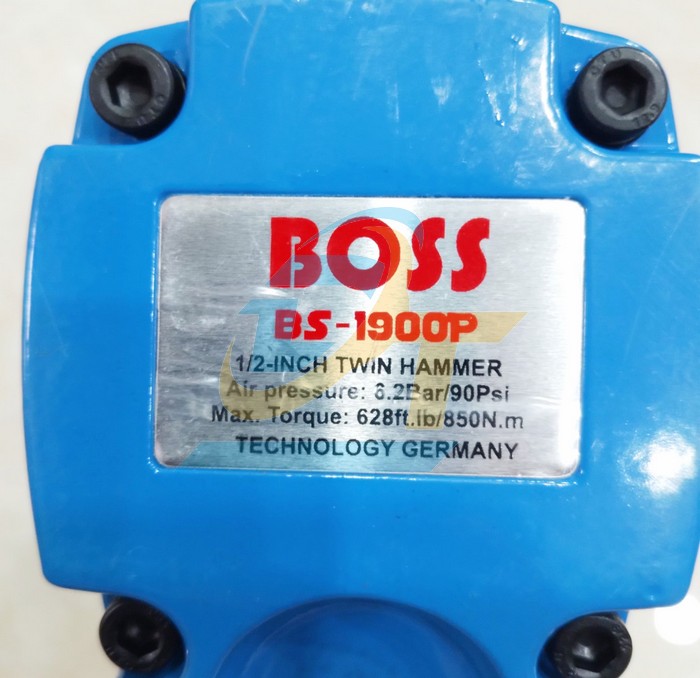 BOSS
BS-1900P
1/2-INCH TWIN HAMMER
Air pressure: 6.2Bar/90Psi
Max. Torque: 628ft.lb/850N.m
TECHNOLOGY GERMANY